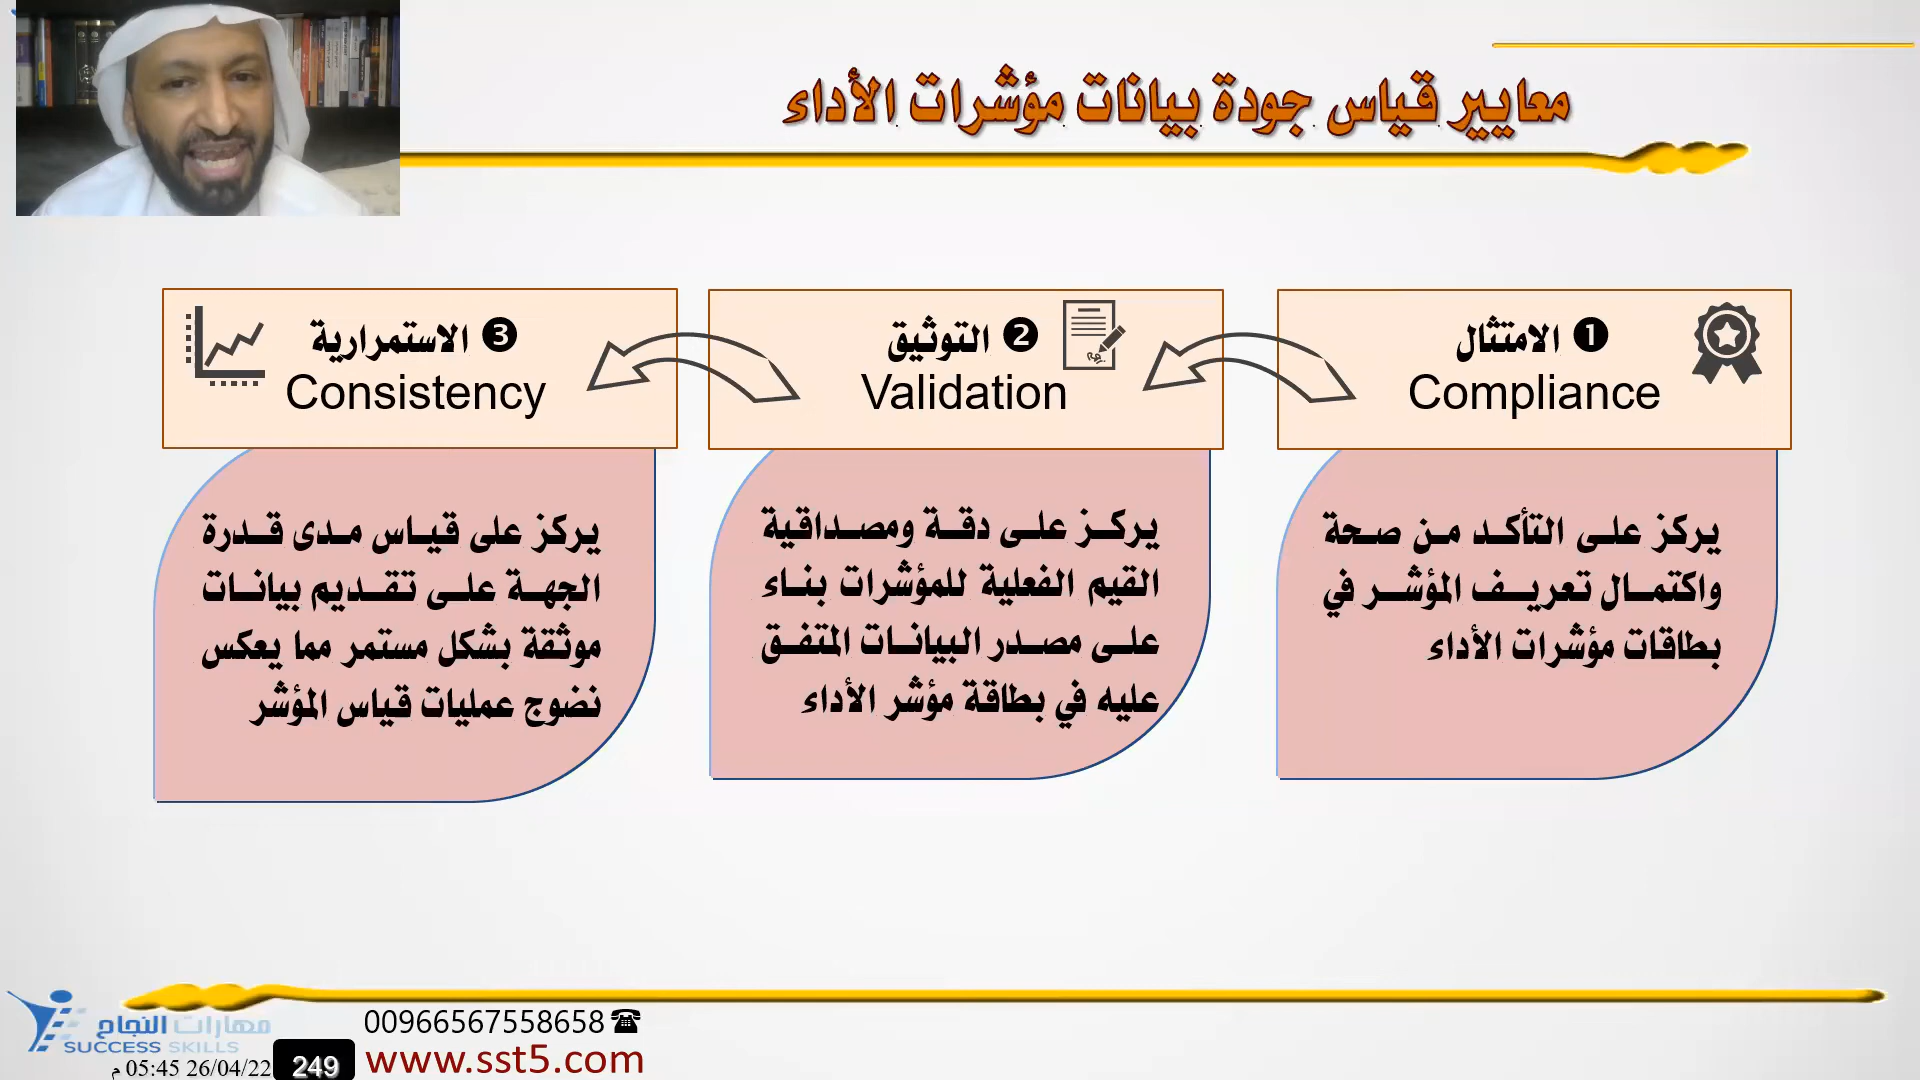 معايير قياس جودة بيانات مؤشرات الأداء
❶ الامتثال
Compliance
يركز على التأكد من صحة
واكتمال تعريف المؤشر في
بطاقات مؤشرات الأداء
❷ التوثيق
Validation
يركز على دقة ومصداقية
القيم الفعلية للمؤشرات بناء
على مصدر البيانات المتفق
عليه في بطاقة مؤشر الأداء
❸ الاستمرارية
Consistency
يركز على قياس مدى قدرة
الجهة على تقديم بيانات
موثقة بشكل مستمر مما يعكس
نضوج عمليات قياس المؤشر
مهارات النجاح
SUCCESS SKILLS
26/04/22 05:45 م
249
00966567558658
www.sst5.com